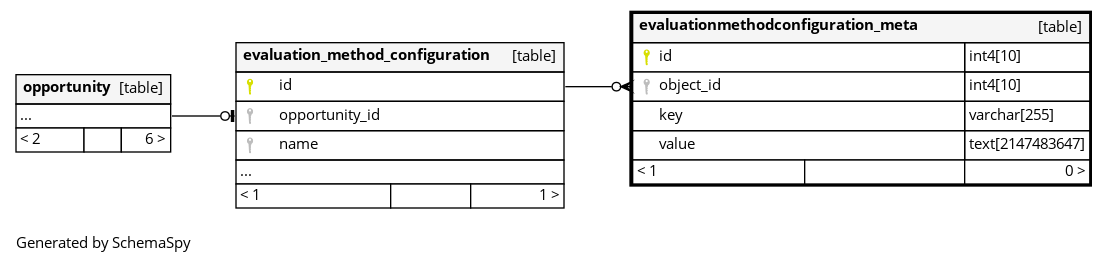 opportunity [table]
...
< 2 6 >
evaluation_method_configuration [table]
id
opportunity_id
name
...
< 1 1 >
evaluationmethodconfiguration_meta [table]
id int4[10]
object_id int4[10]
key varchar[255]
value text[2147483647]
< 1 0 >
Generated by SchemaSpy